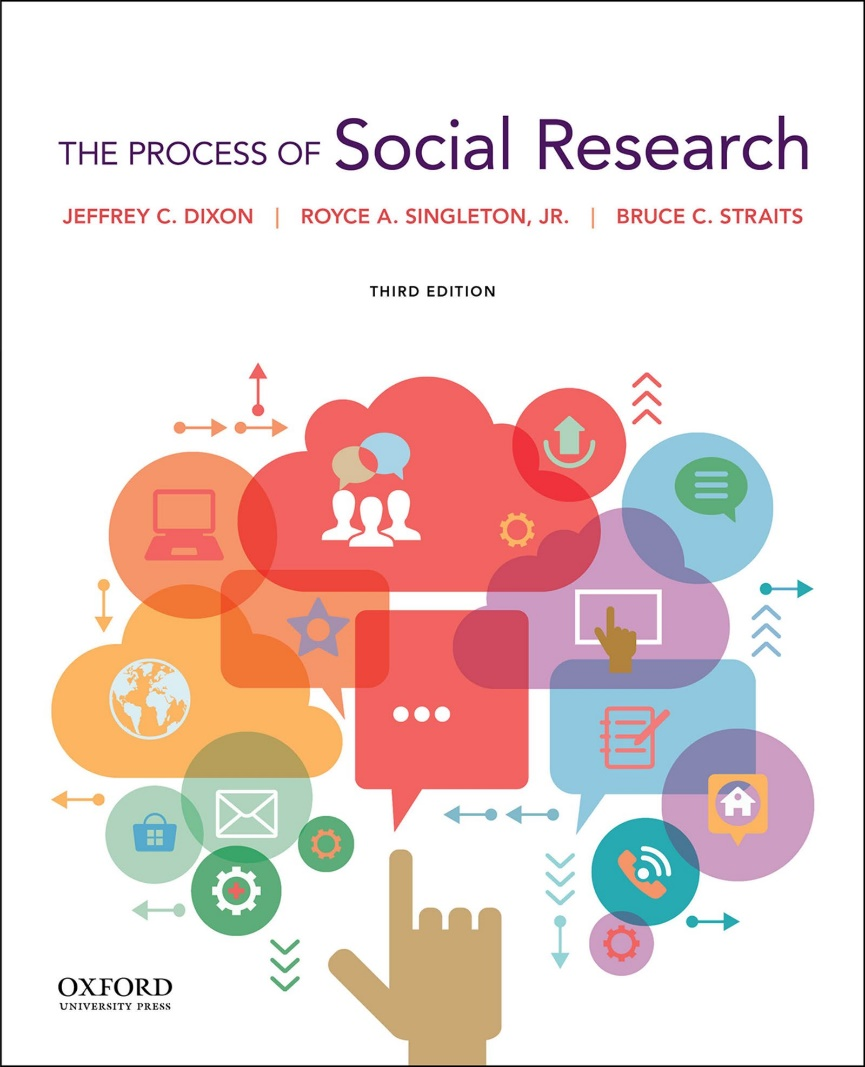 THE PROCESS OF Social Research
JEFFREY C. DIXON | ROYCE A. SINGLETON, JR. | BRUCE C. STRAITS
THIRD EDITION
OXFORD
UNIVERSITY PRESS